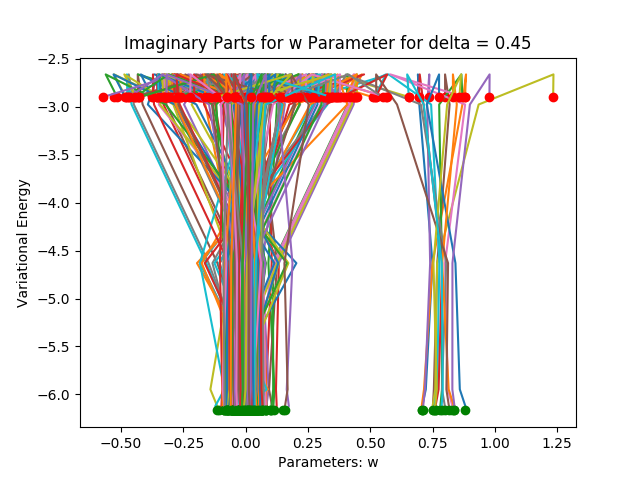 Imaginary Parts for w Parameter for delta = 0.45
−2.5
−3.0
−3.5
−4.0
−4.5
−5.0
−5.5
−6.0
Variational Energy
−0.50 −0.25 0.00 0.25 0.50 0.75 1.00 1.25
Parameters: w